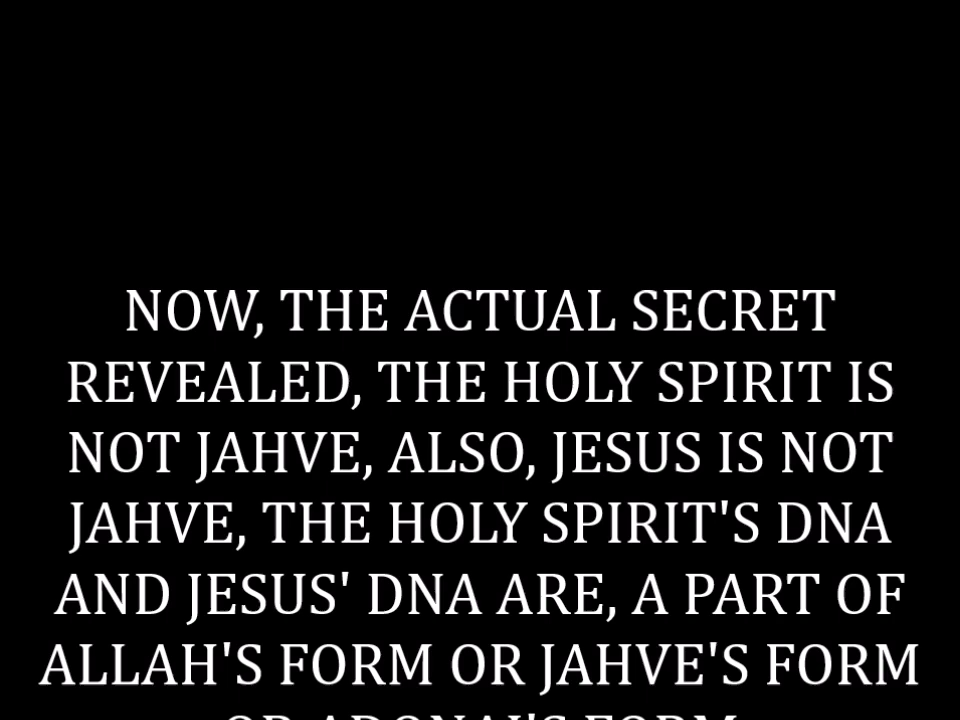 NOW, THE ACTUAL SECRET
REVEALED, THE HOLY SPIRIT IS
NOT JAHVE, ALSO, JESUS IS NOT
JAHVE, THE HOLY SPIRIT'S DNA
AND JESUS' DNA ARE, A PART OF
ALLAH'S FORM OR JAHVE'S FORM
OR ADONAI'S FORM